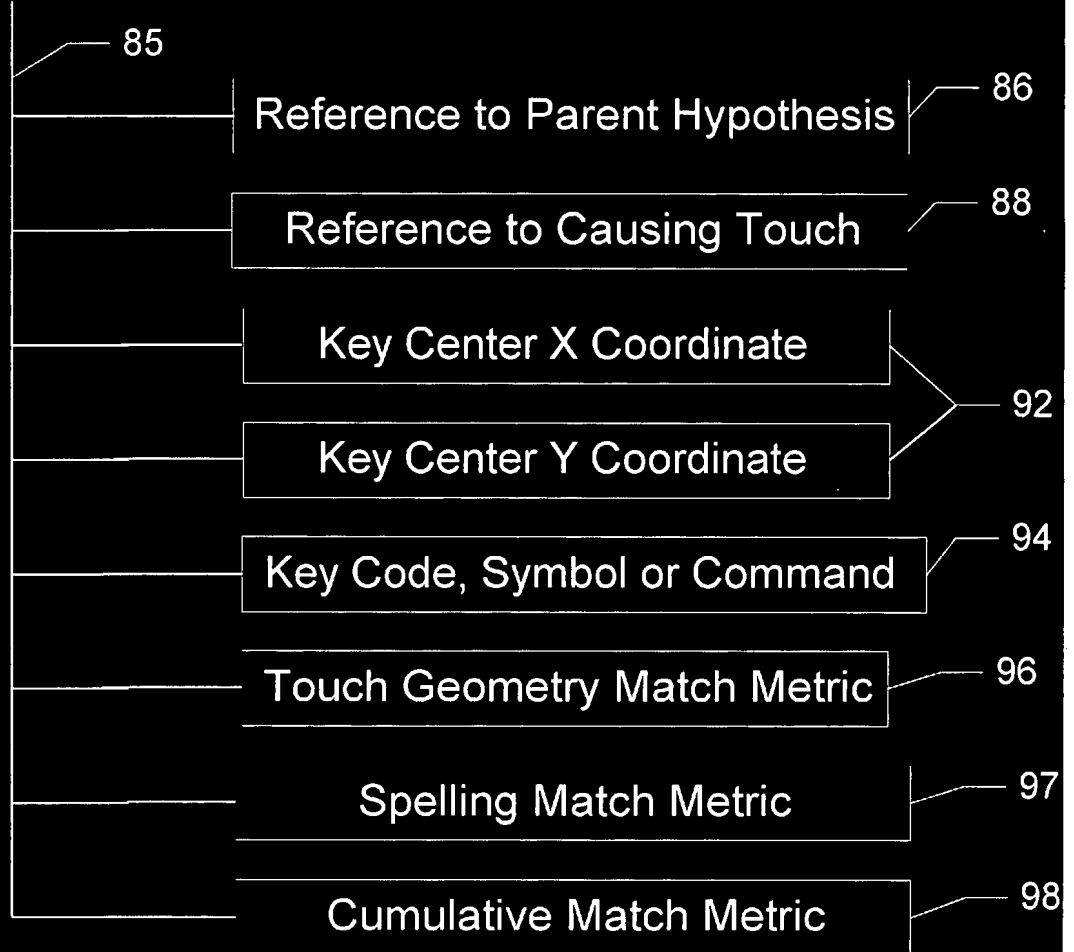 85
Reference to Parent Hypothesis 86
Reference to Causing Touch 88
Key Center X Coordinate
92
Key Center Y Coordinate
Key Code, Symbol or Command 94
Touch Geometry Match Metric 96
Spelling Match Metric 97
Cumulative Match Metric 98